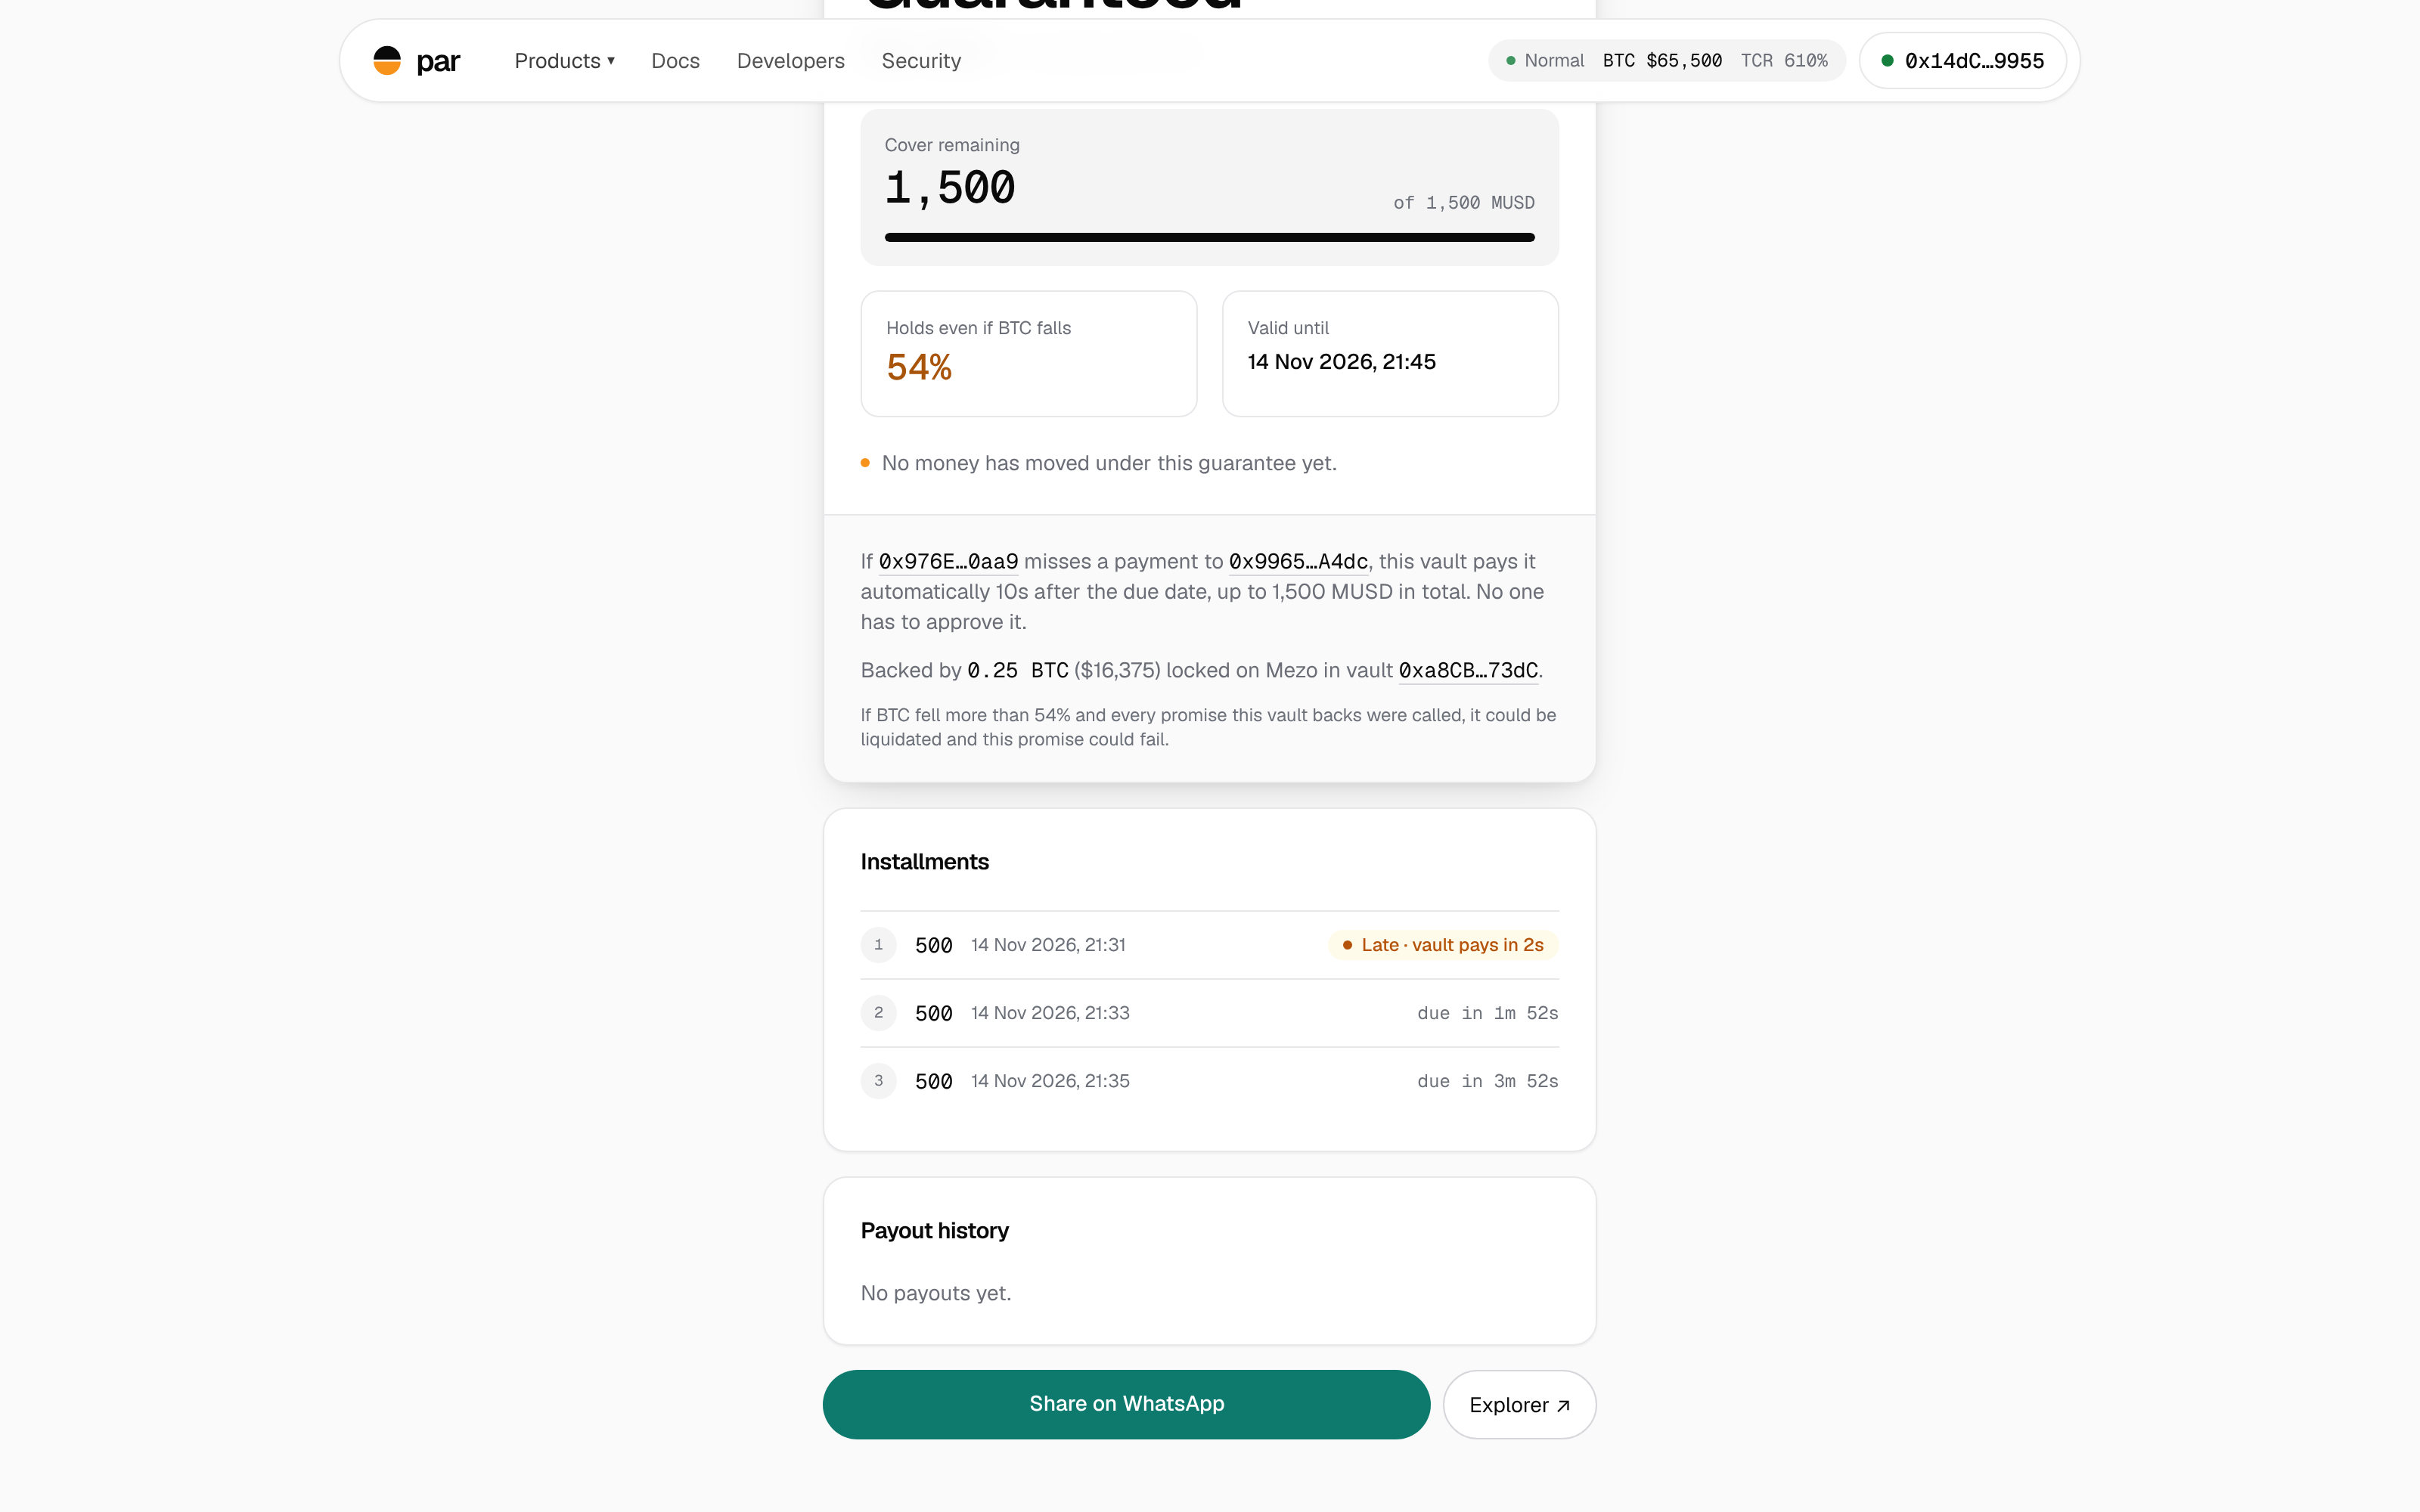 Guaranteed
par
Products ▾
Docs
Developers
Security
Normal BTC $65,500 TCR 610%
0x14dC…9955
Cover remaining
1,500
of 1,500 MUSD
Holds even if BTC falls
54%
Valid until
14 Nov 2026, 21:45
No money has moved under this guarantee yet.
If 0x976E…0aa9 misses a payment to 0x9965…A4dc, this vault pays it
automatically 10s after the due date, up to 1,500 MUSD in total. No one
has to approve it.
Backed by 0.25 BTC ($16,375) locked on Mezo in vault 0xa8CB…73dC.
If BTC fell more than 54% and every promise this vault backs were called, it could be
liquidated and this promise could fail.
Installments
1 500 14 Nov 2026, 21:31 Late · vault pays in 2s
2 500 14 Nov 2026, 21:33 due in 1m 52s
3 500 14 Nov 2026, 21:35 due in 3m 52s
Payout history
No payouts yet.
Share on WhatsApp
Explorer ↗